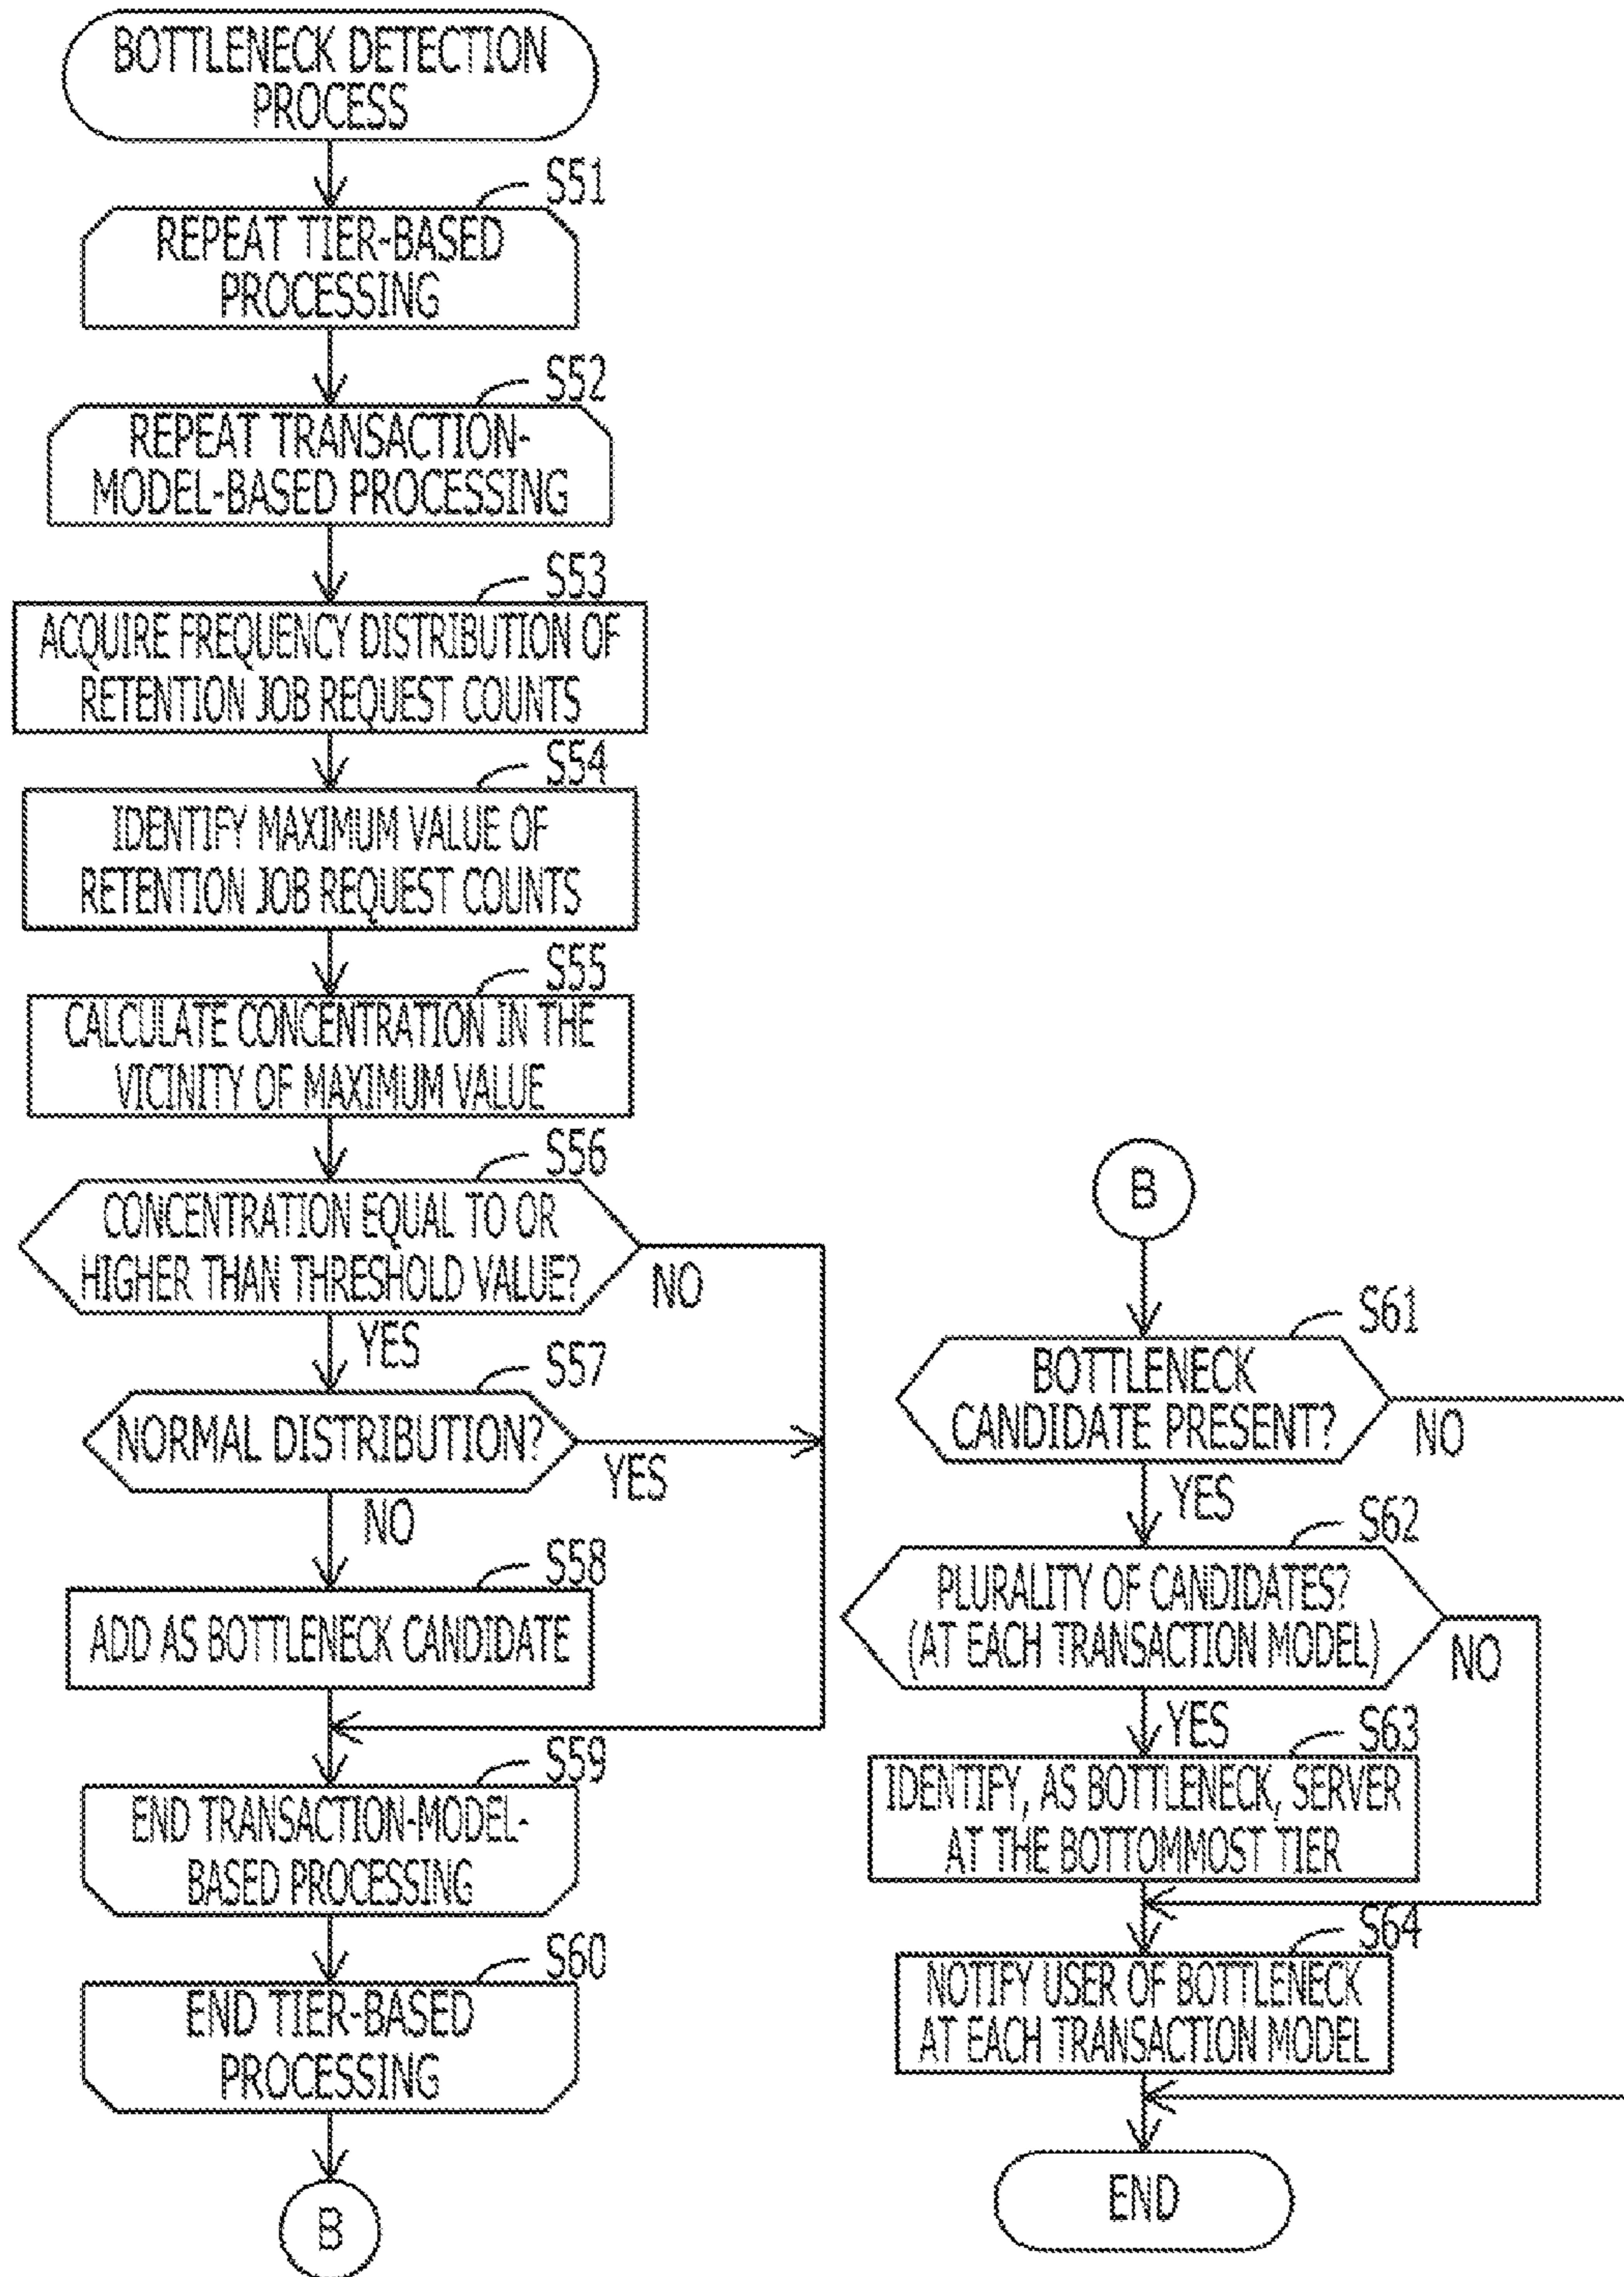 BOTTLENECK DETECTION
PROCESS
S51
REPEAT TIER-BASED
PROCESSING
S52
REPEAT TRANSACTION-
MODEL-BASED PROCESSING
S53
ACQUIRE FREQUENCY DISTRIBUTION OF
RETENTION JOB REQUEST COUNTS
S54
IDENTIFY MAXIMUM VALUE OF
RETENTION JOB REQUEST COUNTS
S55
CALCULATE CONCENTRATION IN THE
VICINITY OF MAXIMUM VALUE
S56
CONCENTRATION EQUAL TO OR
HIGHER THAN THRESHOLD VALUE?
NO
YES
S57
NORMAL DISTRIBUTION?
YES
NO
S58
ADD AS BOTTLENECK CANDIDATE
S59
END TRANSACTION-MODEL-
BASED PROCESSING
S60
END TIER-BASED
PROCESSING
B
B
S61
BOTTLENECK
CANDIDATE PRESENT?
NO
YES
S62
PLURALITY OF CANDIDATES?
(AT EACH TRANSACTION MODEL)
NO
YES
S63
IDENTIFY, AS BOTTLENECK, SERVER
AT THE BOTTOMMOST TIER
S64
NOTIFY USER OF BOTTLENECK
AT EACH TRANSACTION MODEL
END